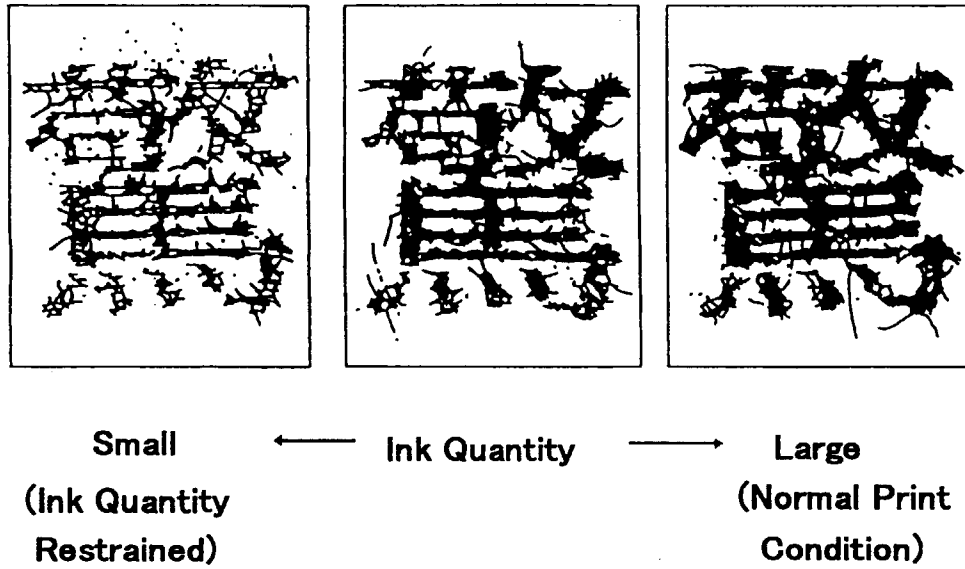 驚 驚 驚
Small ← Ink Quantity → Large
(Ink Quantity (Normal Print
Restrained) Condition)